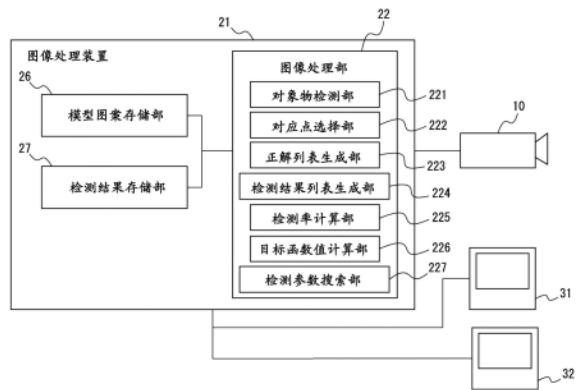 21
22
图像处理装置
26
图像处理部
模型图案存储部
对象物检测部
221
10
对应点选择部
222
27
正解列表生成部
223
检测结果存储部
检测结果列表生成部
224
检测率计算部
225
目标函数值计算部
226
检测参数搜索部
227
31
32